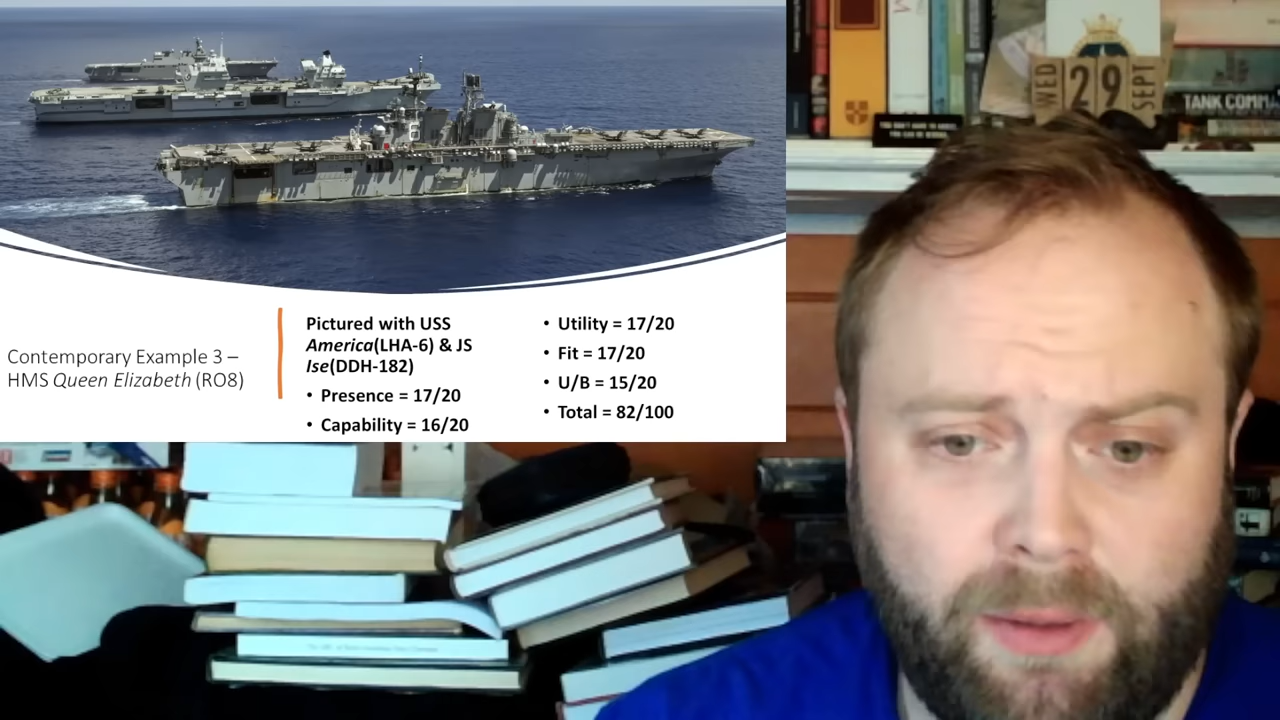 WED
29
SEPT
TANK COMMA
Contemporary Example 3 –
HMS Queen Elizabeth (RO8)
Pictured with USS
America(LHA-6) & JS
Ise(DDH-182)
• Presence = 17/20
• Capability = 16/20
• Utility = 17/20
• Fit = 17/20
• U/B = 15/20
• Total = 82/100